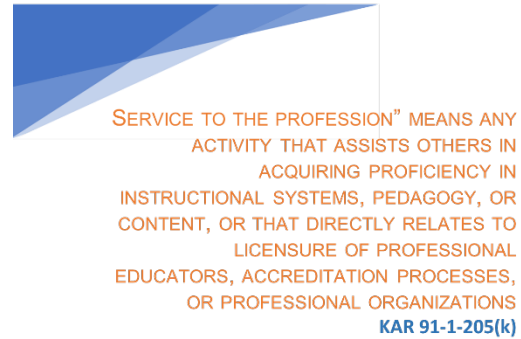 SERVICE TO THE PROFESSION” MEANS ANY
ACTIVITY THAT ASSISTS OTHERS IN
ACQUIRING PROFICIENCY IN
INSTRUCTIONAL SYSTEMS, PEDAGOGY, OR
CONTENT, OR THAT DIRECTLY RELATES TO
LICENSURE OF PROFESSIONAL
EDUCATORS, ACCREDITATION PROCESSES,
OR PROFESSIONAL ORGANIZATIONS
KAR 91-1-205(k)